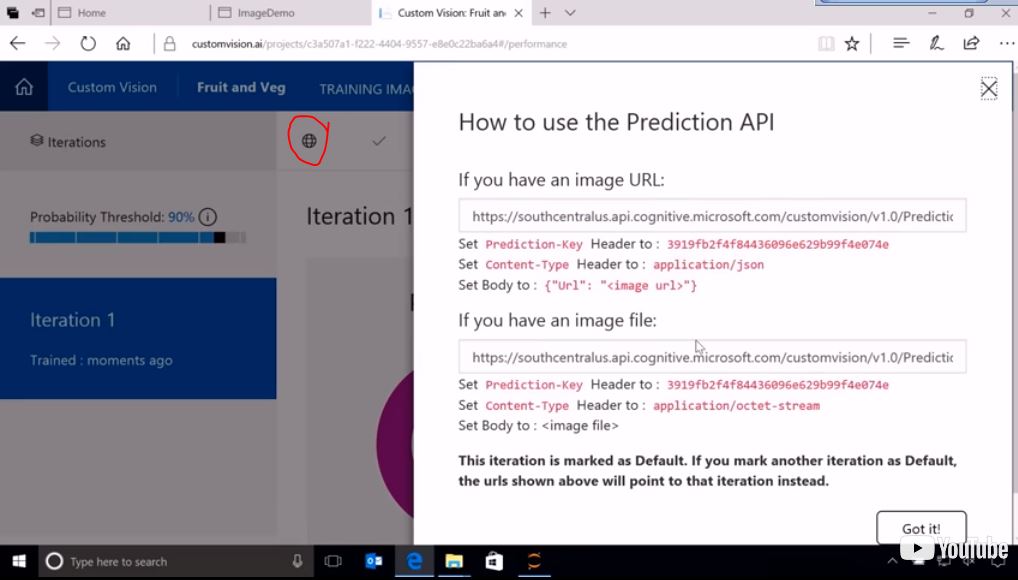 Home
ImageDemo
Custom Vision: Fruit an
customvision.ai/projects/c3a507a1-f222-4404-9557-e8e0c22ba6a4#/performance
Custom Vision
Fruit and Veg
TRAINING IMA
Iterations
How to use the Prediction API
If you have an image URL:
Probability Threshold: 90%
Iteration 1
https://southcentralus.api.cognitive.microsoft.com/customvision/v1.0/Predictic
Set Prediction-Key Header to : 3919fb2f4f84436096e629b99f4e074e
Set Content-Type Header to : application/json
Set Body to : {"Url": "<image url>"}
Iteration 1
Trained : moments ago
If you have an image file:
https://southcentralus.api.cognitive.microsoft.com/customvision/v1.0/Predictic
Set Prediction-Key Header to : 3919fb2f4f84436096e629b99f4e074e
Set Content-Type Header to : application/octet-stream
Set Body to : <image file>
This iteration is marked as Default. If you mark another iteration as Default,
the urls shown above will point to that iteration instead.
Got it!
Type here to search
YouTube